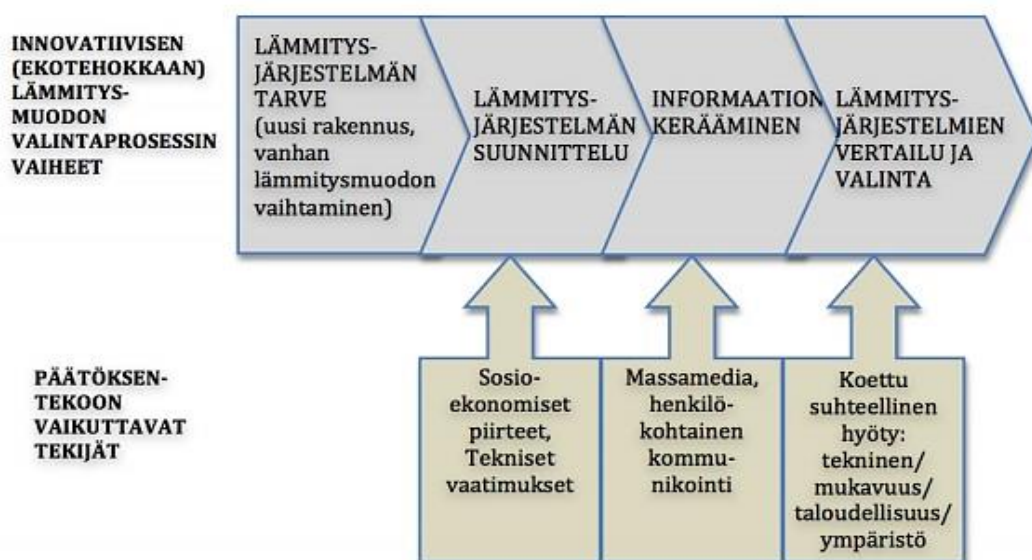 INNOVATIIVISEN
(EKOTEHOKKAAN)
LÄMMITYS-
MUODON
VALINTAPROSESSIN
VAIHEET
LÄMMITYS-
JÄRJESTELMÄN
TARVE
(uusi rakennus,
vanhan
lämmitysmuodon
vaihtaminen)
LÄMMITYS-
JÄRJESTELMÄN
SUUNNITTELU
INFORMAATION
KERÄÄMINEN
LÄMMITYS-
JÄRJESTELMIEN
VERTAILU JA
VALINTA
PÄÄTÖKSEN-
TEKOON
VAIKUTTAVAT
TEKIJÄT
Sosio-
ekonomiset
piirteet,
Tekniset
vaatimukset
Massamedia,
henkilö-
kohtainen
kommu-
nikointi
Koettu
suhteellinen
hyöty:
tekninen/
mukavuus/
taloudellisuus/
ympäristö